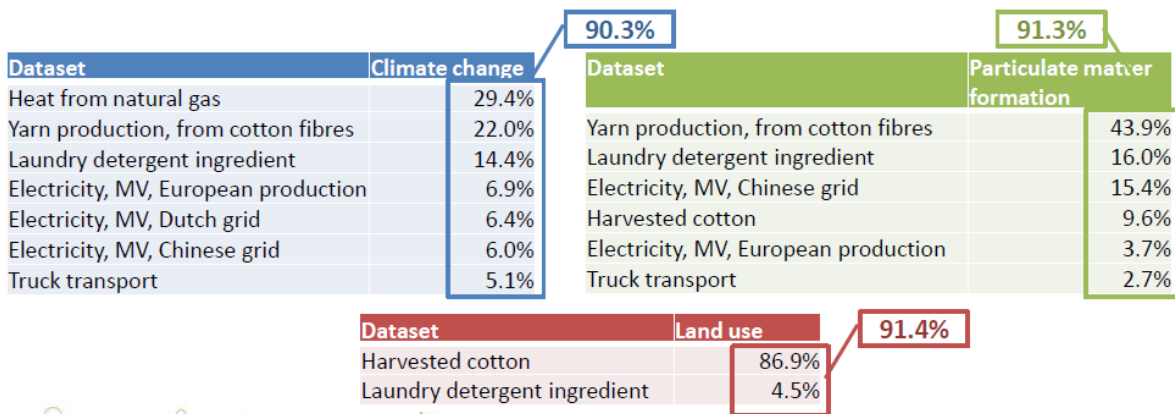 90.3%
Dataset Climate change
Heat from natural gas 29.4%
Yarn production, from cotton fibres 22.0%
Laundry detergent ingredient 14.4%
Electricity, MV, European production 6.9%
Electricity, MV, Dutch grid 6.4%
Electricity, MV, Chinese grid 6.0%
Truck transport 5.1%
91.3%
Dataset Particulate matter
formation
Yarn production, from cotton fibres 43.9%
Laundry detergent ingredient 16.0%
Electricity, MV, Chinese grid 15.4%
Harvested cotton 9.6%
Electricity, MV, European production 3.7%
Truck transport 2.7%
91.4%
Dataset Land use
Harvested cotton 86.9%
Laundry detergent ingredient 4.5%